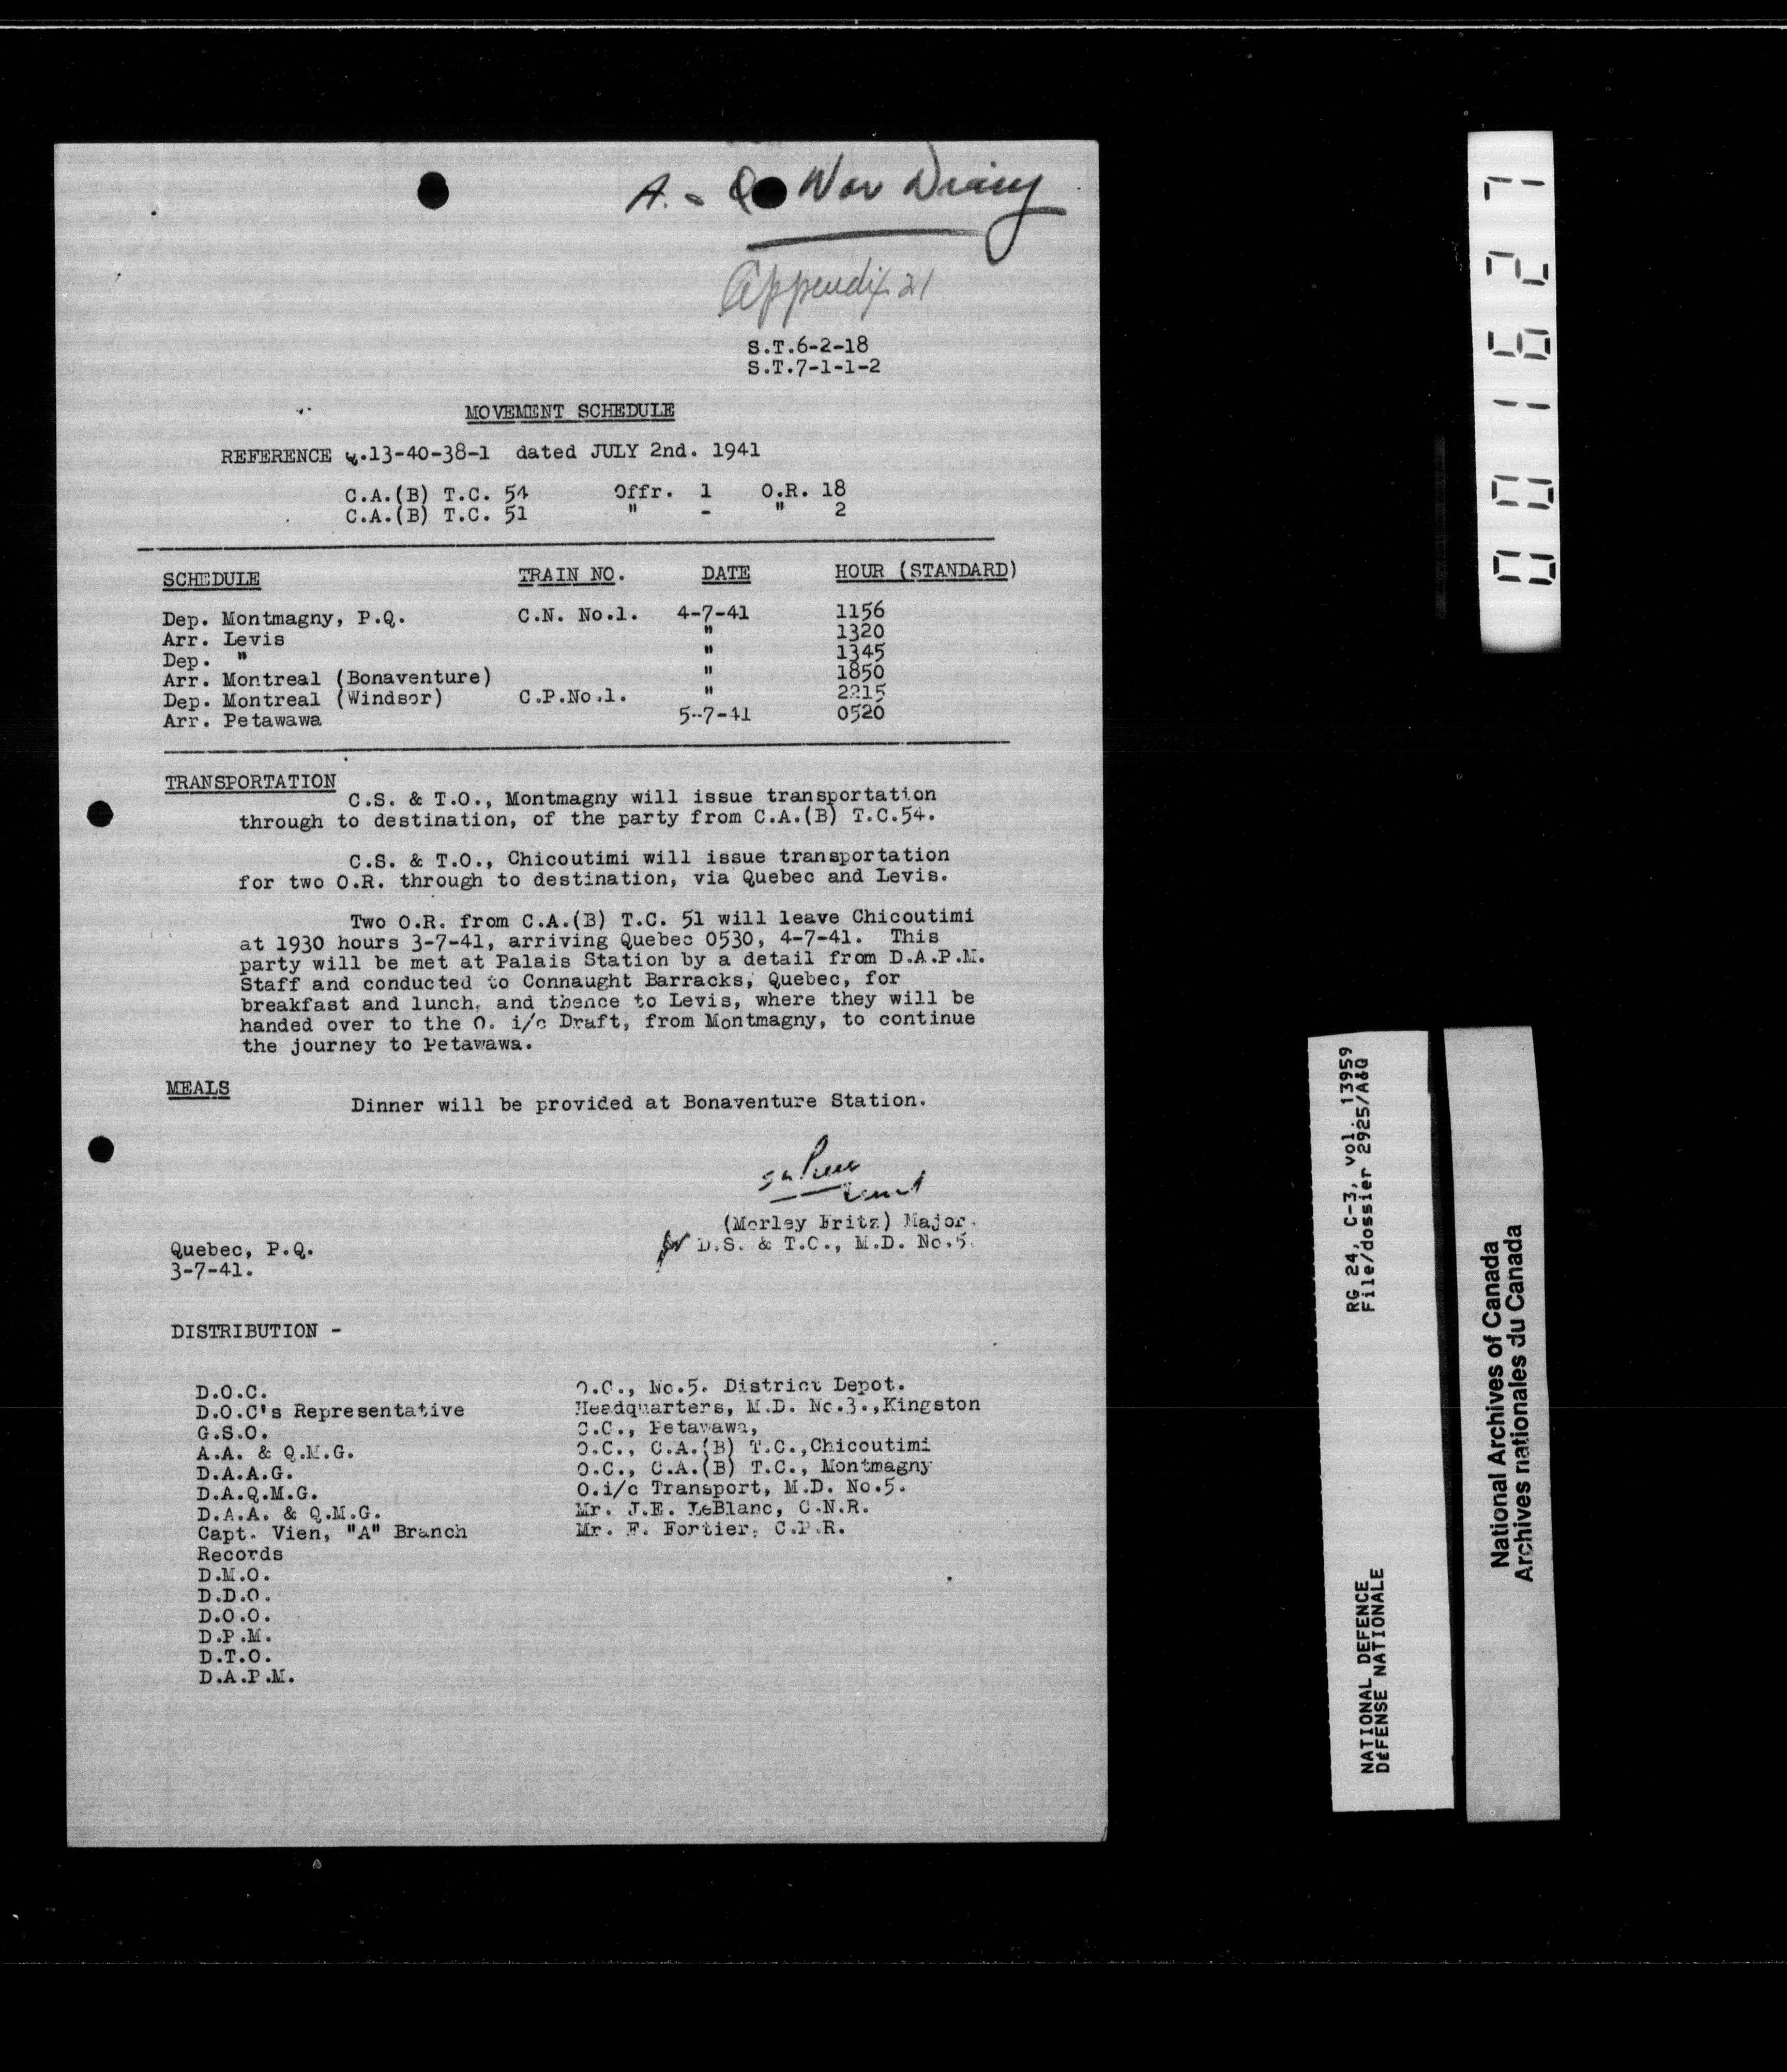 A. - Q War Diary
Appendix 21
S.T.6-2-18
S.T.7-1-1-2
MOVEMENT SCHEDULE
REFERENCE Q.13-40-38-1 dated JULY 2nd. 1941
C.A.(B) T.C. 54 Offr. 1 O.R. 18
C.A.(B) T.C. 51 " - " 2
SCHEDULE TRAIN NO. DATE HOUR (STANDARD)
Dep. Montmagny, P.Q. C.N. No.1. 4-7-41 1156
Arr. Levis " 1320
Dep. " " 1345
Arr. Montreal (Bonaventure) " 1850
Dep. Montreal (Windsor) C.P.No.1. " 2215
Arr. Petawawa 5-7-41 0520
TRANSPORTATION
C.S. & T.O., Montmagny will issue transportation
through to destination, of the party from C.A.(B) T.C.54.
C.S. & T.O., Chicoutimi will issue transportation
for two O.R. through to destination, via Quebec and Levis.
Two O.R. from C.A.(B) T.C. 51 will leave Chicoutimi
at 1930 hours 3-7-41, arriving Quebec 0530, 4-7-41. This
party will be met at Palais Station by a detail from D.A.P.M.
Staff and conducted to Connaught Barracks, Quebec, for
breakfast and lunch, and thence to Levis, where they will be
handed over to the O. i/c Draft, from Montmagny, to continue
the journey to Petawawa.
MEALS
Dinner will be provided at Bonaventure Station.
(Morley Fritz) Major.
D.S. & T.O., M.D. No.5.
Quebec, P.Q.
3-7-41.
DISTRIBUTION -
D.O.C.
D.O.C's Representative
G.S.O.
A.A. & Q.M.G.
D.A.A.G.
D.A.Q.M.G.
D.A.A. & Q.M.G.
Capt. Vien, "A" Branch
Records
D.M.O.
D.D.O.
D.O.O.
D.P.M.
D.T.O.
D.A.P.M.
O.C., No.5. District Depot.
Headquarters, M.D. No.3.,Kingston
O.C., Petawawa,
O.C., C.A.(B) T.C.,Chicoutimi
O.C., C.A.(B) T.C., Montmagny
O.i/c Transport, M.D. No.5.
Mr. J.E. LeBlanc, C.N.R.
Mr. F. Fortier, C.P.R.
001627
RG 24, C-3, vol. 13959
File/dossier 2925/A&Q
NATIONAL DEFENCE
DÉFENSE NATIONALE
National Archives of Canada
Archives nationales du Canada